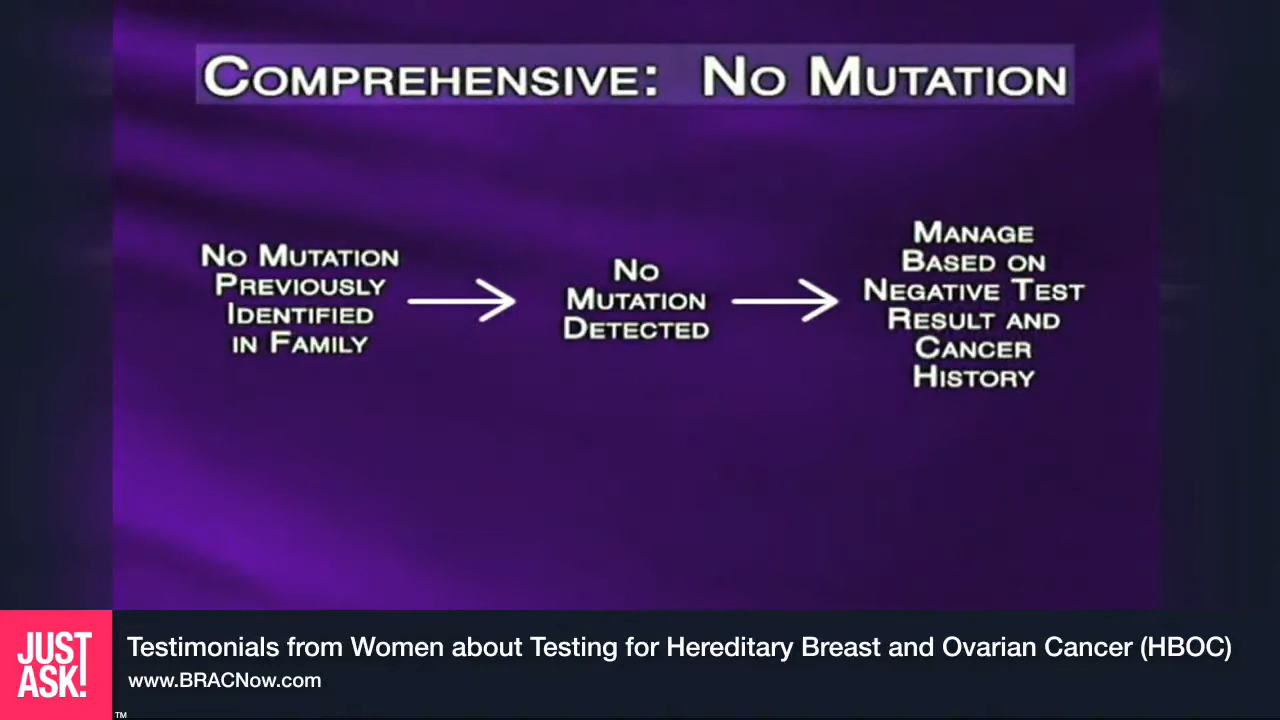 COMPREHENSIVE: NO MUTATION
NO MUTATION
PREVIOUSLY
IDENTIFIED
IN FAMILY
NO
MUTATION
DETECTED
MANAGE
BASED ON
NEGATIVE TEST
RESULT AND
CANCER
HISTORY
JUST
ASK!
TM
Testimonials from Women about Testing for Hereditary Breast and Ovarian Cancer (HBOC)
www.BRACNow.com